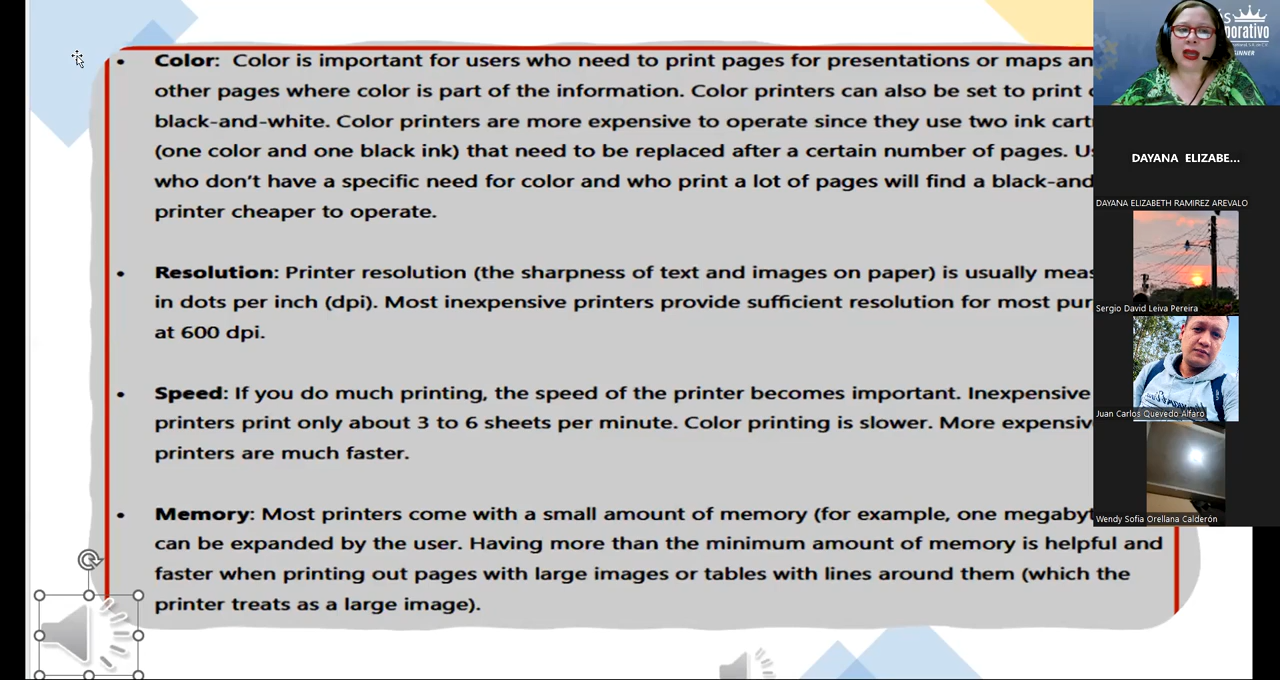 • Color: Color is important for users who need to print pages for presentations or maps an
other pages where color is part of the information. Color printers can also be set to print
black-and-white. Color printers are more expensive to operate since they use two ink cart
(one color and one black ink) that need to be replaced after a certain number of pages. U
who don't have a specific need for color and who print a lot of pages will find a black-and
printer cheaper to operate.
• Resolution: Printer resolution (the sharpness of text and images on paper) is usually meas
in dots per inch (dpi). Most inexpensive printers provide sufficient resolution for most pur
at 600 dpi.
• Speed: If you do much printing, the speed of the printer becomes important. Inexpensive
printers print only about 3 to 6 sheets per minute. Color printing is slower. More expensiv
printers are much faster.
• Memory: Most printers come with a small amount of memory (for example, one megabyt
can be expanded by the user. Having more than the minimum amount of memory is helpful and
faster when printing out pages with large images or tables with lines around them (which the
printer treats as a large image).
DAYANA ELIZABE...
DAYANA ELIZABETH RAMIREZ AREVALO
Sergio David Leiva Pereira
Juan Carlos Quevedo Alfaro
Wendy Sofia Orellana Calderón